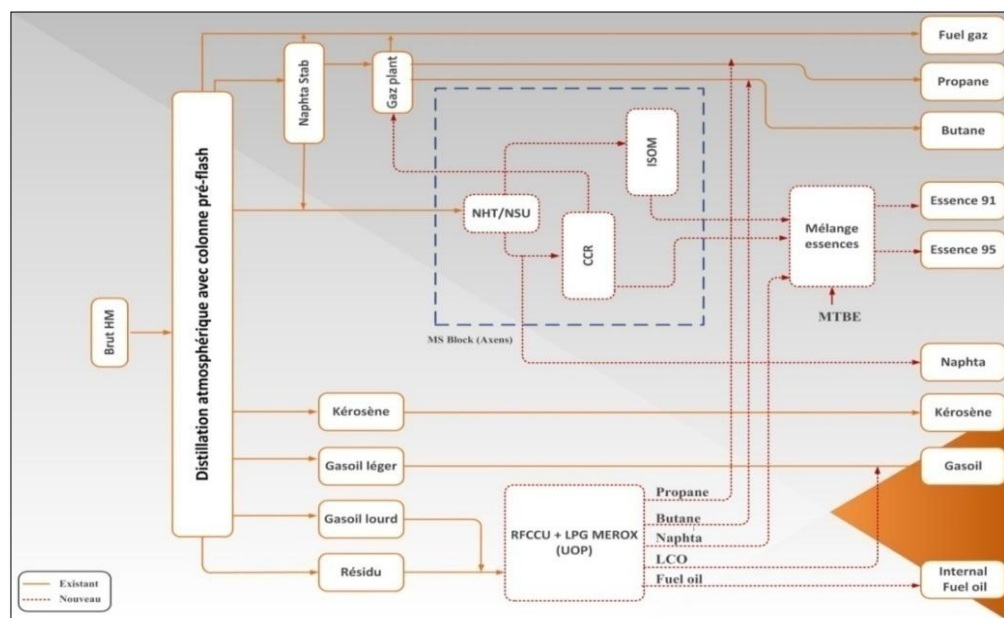 Fuel gaz
Naphta Stab
Gaz plant
Propane
Butane
ISOM
NHT/NSU
CCR
Mélange
essences
Essence 91
Essence 95
MTBE
MS Block (Axens)
Brut HM
Distillation atmosphérique avec colonne pré-flash
Naphta
Kérosène
Kérosène
Gasoil léger
Gasoil
Gasoil lourd
Résidu
RFCCU + LPG MEROX
(UOP)
Propane
Butane
Naphta
LCO
Fuel oil
Internal
Fuel oil
Existant
Nouveau